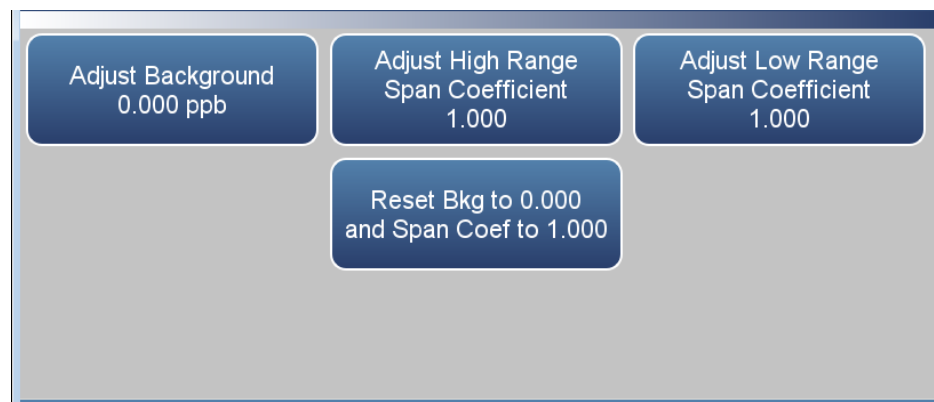 Adjust Background
0.000 ppb
Adjust High Range
Span Coefficient
1.000
Adjust Low Range
Span Coefficient
1.000
Reset Bkg to 0.000
and Span Coef to 1.000